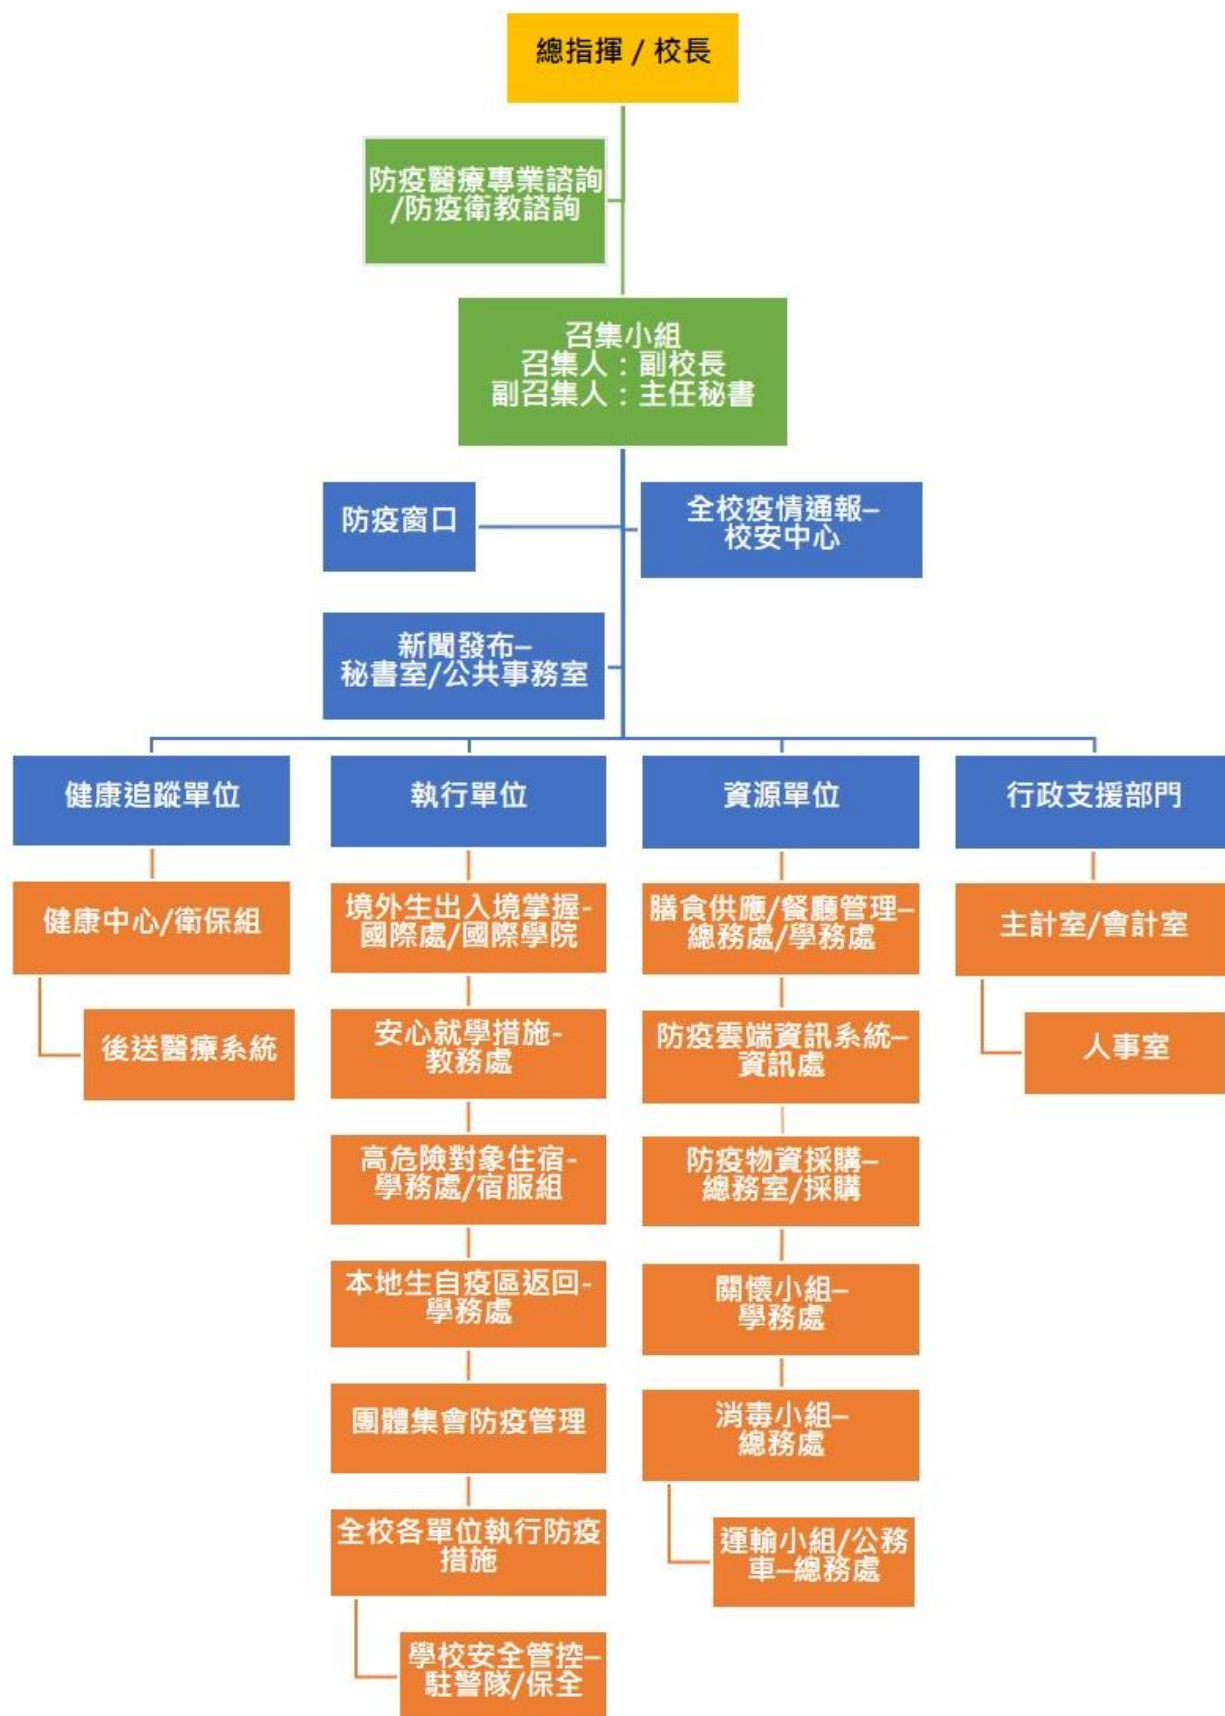 總指揮 / 校長
防疫醫療專業諮詢
/防疫衛教諮詢
召集小組
召集人：副校長
副召集人：主任秘書
防疫窗口
全校疫情通報–
校安中心
新聞發布–
秘書室/公共事務室
健康追蹤單位
執行單位
資源單位
行政支援部門
健康中心/衛保組
後送醫療系統
境外生出入境掌握-
國際處/國際學院
安心就學措施-
教務處
高危險對象住宿-
學務處/宿服組
本地生自疫區返回-
學務處
團體集會防疫管理
全校各單位執行防疫
措施
學校安全管控–
駐警隊/保全
膳食供應/餐廳管理–
總務處/學務處
防疫雲端資訊系統–
資訊處
防疫物資採購–
總務室/採購
關懷小組–
學務處
消毒小組–
總務處
運輸小組/公務
車–總務處
主計室/會計室
人事室